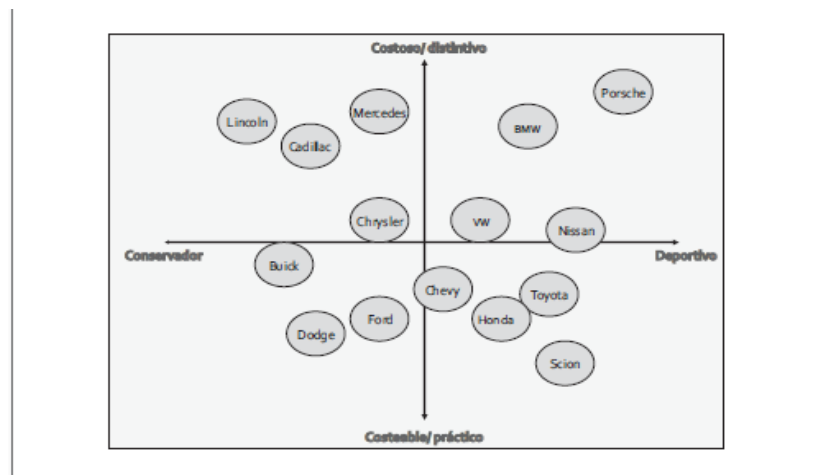 Costoso/ distintivo
Porsche
Mercedes
Lincoln
BMW
Cadillac
Chrysler
VW
Nissan
Conservador
Deportivo
Buick
Chevy
Toyota
Ford
Honda
Dodge
Scion
Costeable/ práctico